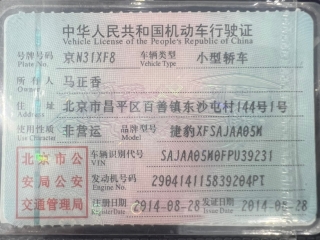 中华人民共和国机动车行驶证
Vehicle License of the People's Republic of China
号牌号码 京N31XF8 车辆类型 小型轿车
Plate No. Vehicle Type
所有人 马正香
Owner
住址 北京市昌平区百善镇东沙屯村144号1号
Address
使用性质 非营运 品牌型号 捷豹XFSAJAA05M
Use Character Model
北京市公 车辆识别代号 SAJAA05M0FPU39231
VIN
安局公安 发动机号码 290414115839204PT
Engine No.
交通管理局 注册日期 2014-08-28 发证日期 2014-08-28
Register Date Issue Date